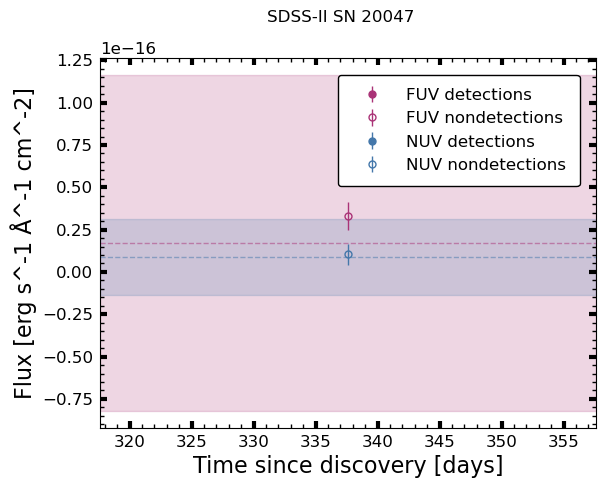 SDSS-II SN 20047
1e−16
1.25
1.00
0.75
0.50
0.25
0.00
−0.25
−0.50
−0.75
Flux [erg s^-1 Å^-1 cm^-2]
FUV detections
FUV nondetections
NUV detections
NUV nondetections
320 325 330 335 340 345 350 355
Time since discovery [days]